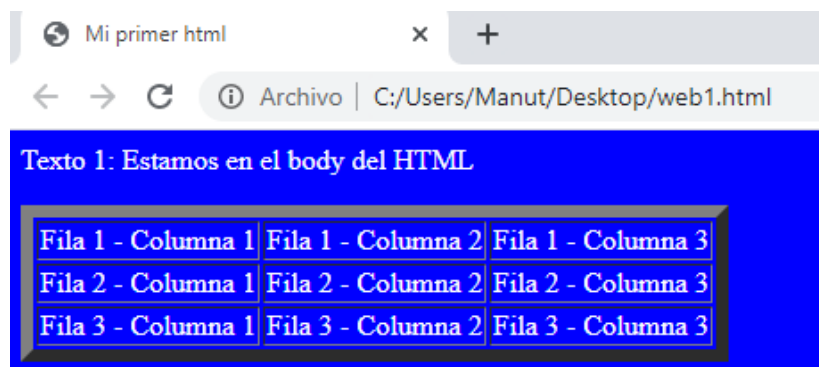 Mi primer html
Archivo C:/Users/Manut/Desktop/web1.html
Texto 1: Estamos en el body del HTML
Fila 1 - Columna 1 Fila 1 - Columna 2 Fila 1 - Columna 3
Fila 2 - Columna 1 Fila 2 - Columna 2 Fila 2 - Columna 3
Fila 3 - Columna 1 Fila 3 - Columna 2 Fila 3 - Columna 3